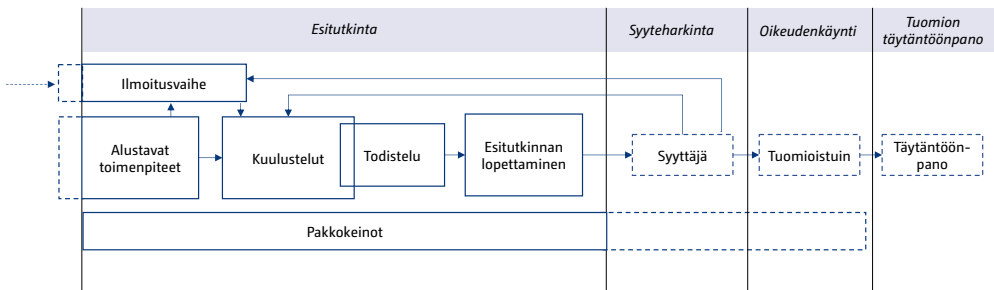 Esitutkinta
Syyteharkinta
Oikeudenkäynti
Tuomion
täytäntöönpano
Ilmoitusvaihe
Alustavat
toimenpiteet
Kuulustelut
Todistelu
Esitutkinnan
lopettaminen
Syyttäjä
Tuomioistuin
Täytäntöön-
pano
Pakkokeinot